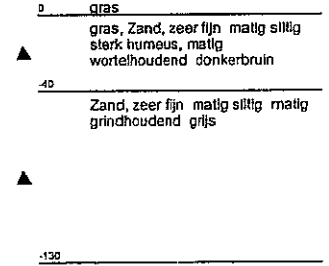 0 gras
gras, Zand, zeer fijn matig siltig
sterk humeus, matig
wortelhoudend donkerbruin
-40
Zand, zeer fijn matig siltig matig
grindhoudend grijs
-130